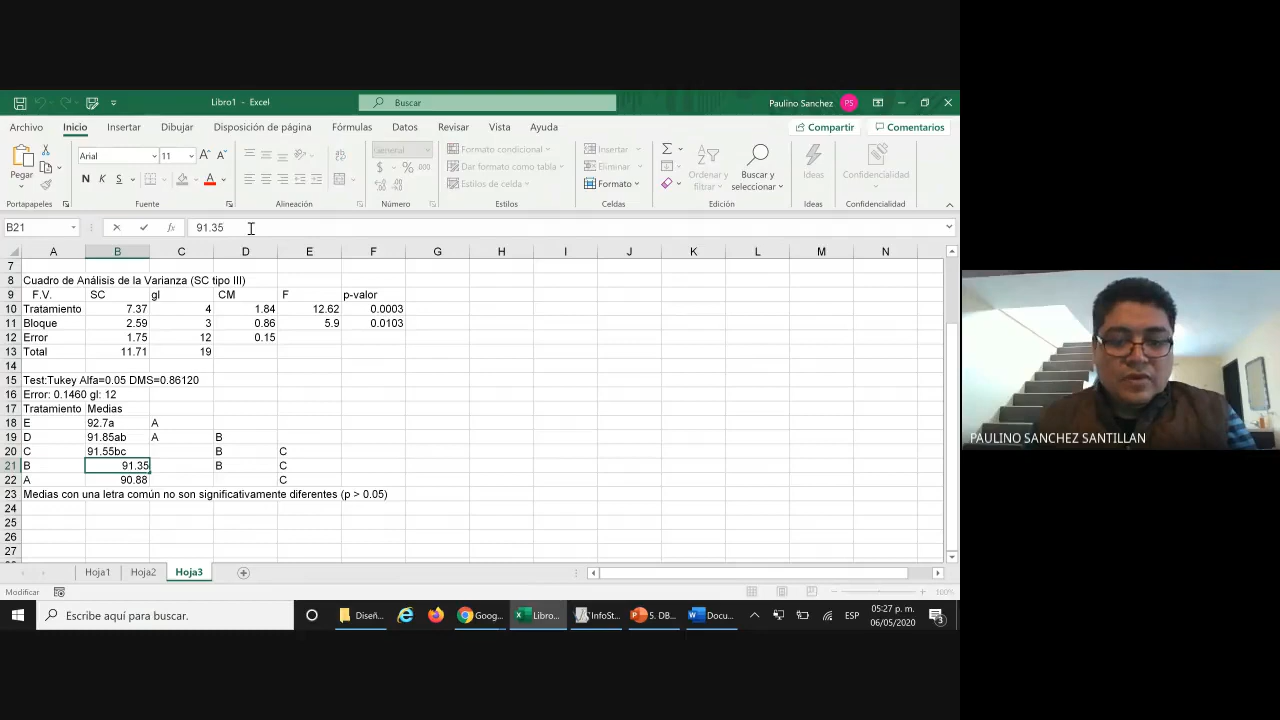 Libro1 - Excel
Buscar
Paulino Sanchez PS
Archivo Inicio Insertar Dibujar Disposición de página Fórmulas Datos Revisar Vista Ayuda Compartir Comentarios
Pegar
Arial 11
N K S
General
$ % 000
Formato condicional
Dar formato como tabla
Estilos de celda
Insertar
Eliminar
Formato
Ordenar y filtrar
Buscar y seleccionar
Ideas
Confidencialidad
Portapapeles Fuente Alineación Número Estilos Celdas Edición Ideas Confidencialidad
B21 fx 91.35
A B C D E F G H I J K L M N
7
8 Cuadro de Análisis de la Varianza (SC tipo III)
9 F.V. SC gl CM F p-valor
10 Tratamiento 7.37 4 1.84 12.62 0.0003
11 Bloque 2.59 3 0.86 5.9 0.0103
12 Error 1.75 12 0.15
13 Total 11.71 19
14
15 Test:Tukey Alfa=0.05 DMS=0.86120
16 Error: 0.1460 gl: 12
17 Tratamiento Medias
18 E 92.7a A
19 D 91.85ab A B
20 C 91.55bc B C
21 B 91.35 B C
22 A 90.88 C
23 Medias con una letra común no son significativamente diferentes (p > 0.05)
24
25
26
27
Hoja1 Hoja2 Hoja3
Modificar 100%
Escribe aquí para buscar.
Diseñ... Goog... Libro... InfoSt... 5. DB... Docu...
ESP
05:27 p. m.
06/05/2020
3
PAULINO SANCHEZ SANTILLAN